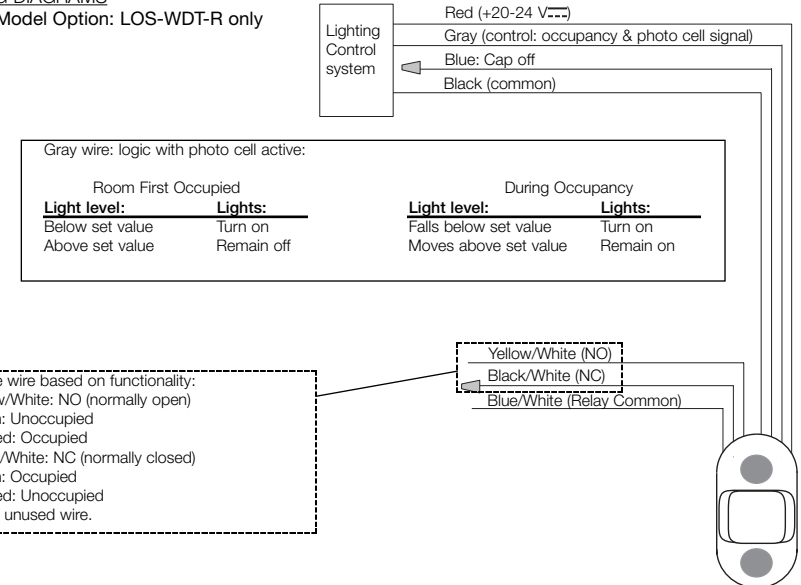 G DIAGRAMS
Model Option: LOS-WDT-R only
Lighting
Control
system
Red (+20-24 V⎓)
Gray (control: occupancy & photo cell signal)
Blue: Cap off
Black (common)
Gray wire: logic with photo cell active:
Room First Occupied
Light level: Lights:
Below set value Turn on
Above set value Remain off
During Occupancy
Light level: Lights:
Falls below set value Turn on
Moves above set value Remain on
Yellow/White (NO)
Black/White (NC)
Blue/White (Relay Common)
e wire based on functionality:
w/White: NO (normally open)
n: Unoccupied
ed: Occupied
/White: NC (normally closed)
n: Occupied
ed: Unoccupied
unused wire.